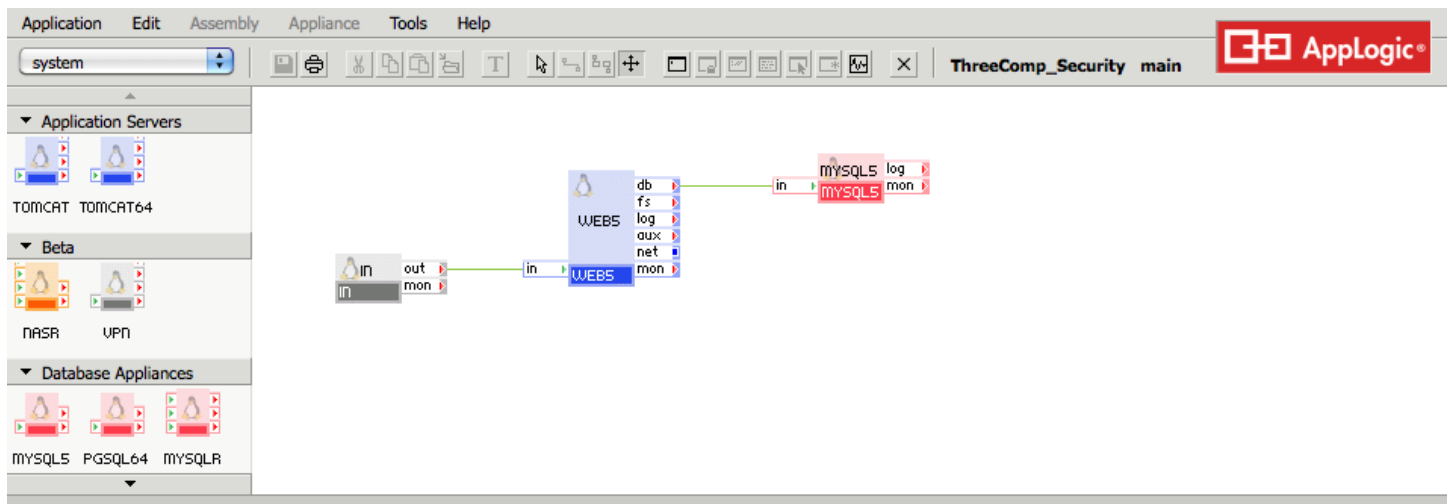 Application Edit Assembly Appliance Tools Help
system
T
ThreeComp_Security main
AppLogic®
Application Servers
TOMCAT TOMCAT64
Beta
NASR VPN
Database Appliances
MYSQL5 PGSQL64 MYSQLR
IN
IN
out
mon
in
WEB5
WEB5
db
fs
log
aux
net
mon
in
MYSQL5
MYSQL5
log
mon